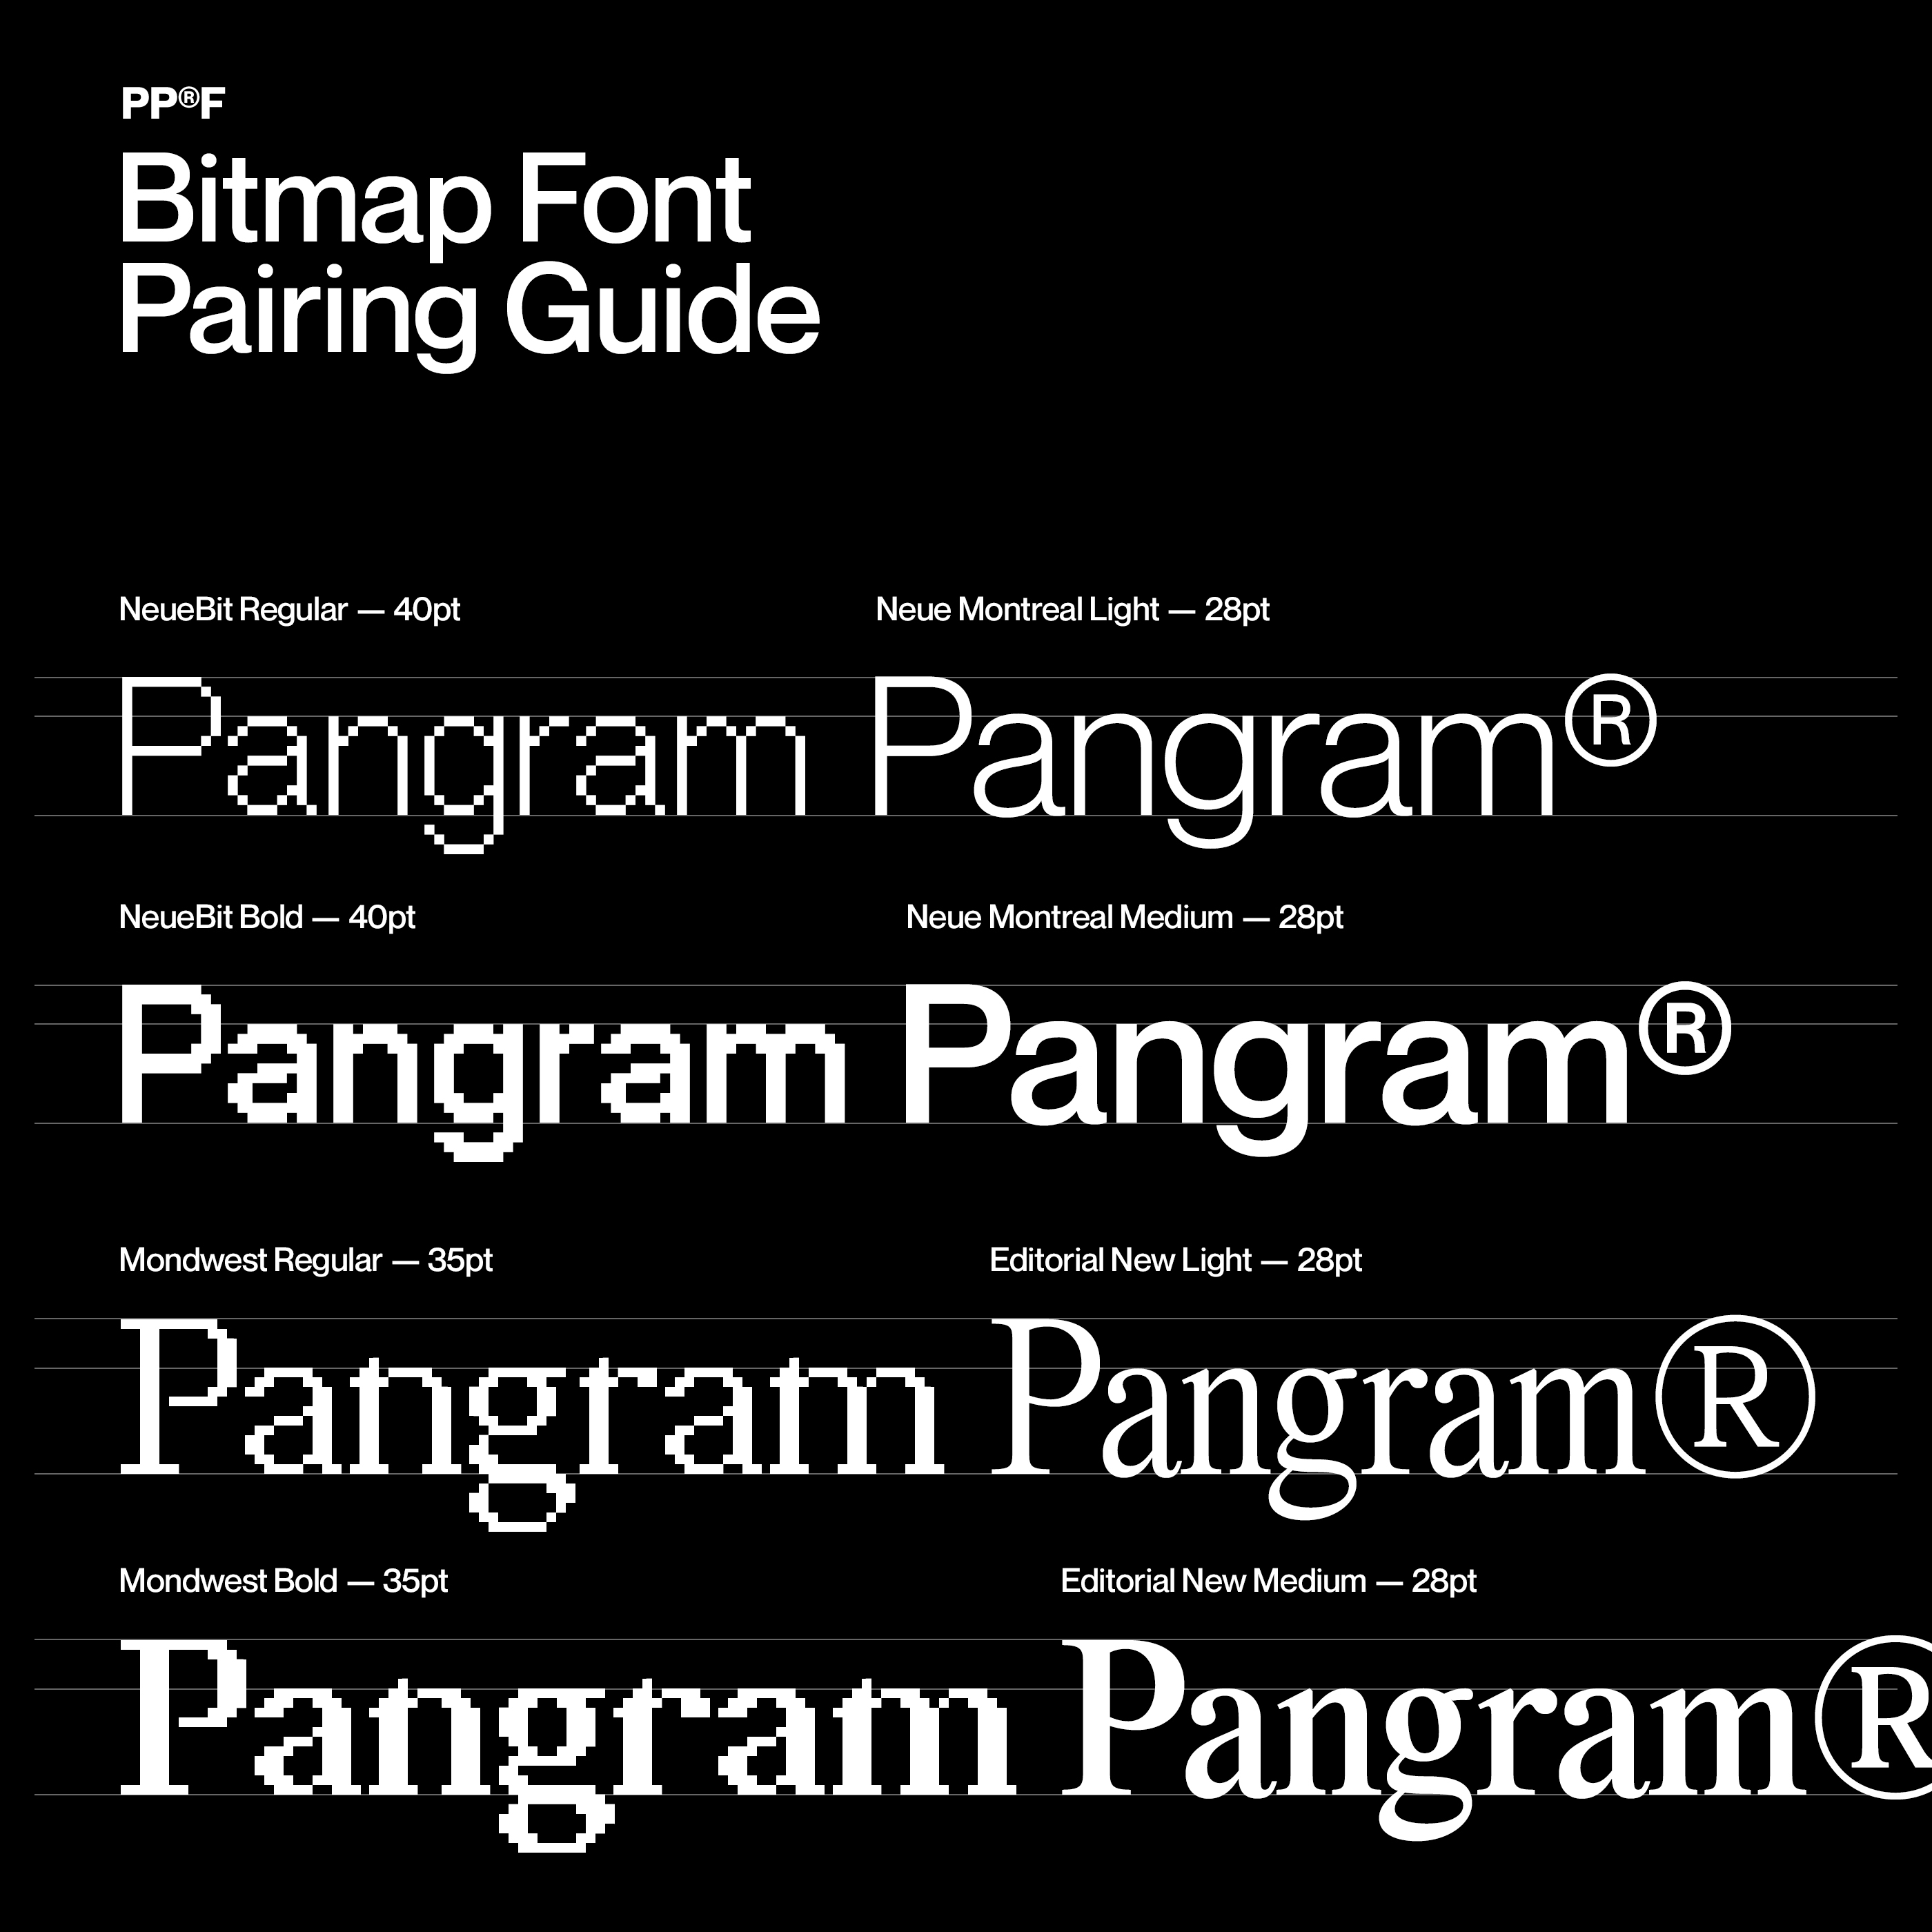 PP®F
Bitmap Font
Pairing Guide
NeueBit Regular — 40pt
Neue Montreal Light — 28pt
Pangram Pangram®
NeueBit Bold — 40pt
Neue Montreal Medium — 28pt
Pangram Pangram®
Mondwest Regular — 35pt
Editorial New Light — 28pt
Pangram Pangram®
Mondwest Bold — 35pt
Editorial New Medium — 28pt
Pangram Pangram®